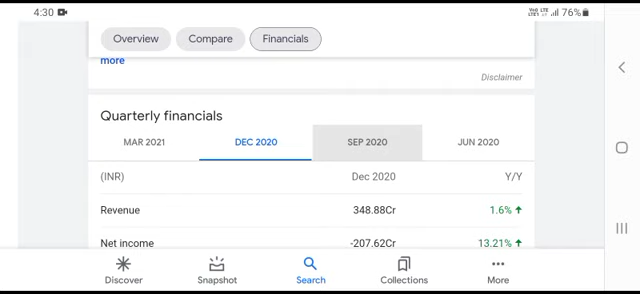 4:30 76%
Overview Compare Financials
more
Disclaimer
Quarterly financials
MAR 2021 DEC 2020 SEP 2020 JUN 2020
(INR) Dec 2020 Y/Y
Revenue 348.88Cr 1.6%
Net income -207.62Cr 13.21%
Discover Snapshot Search Collections More